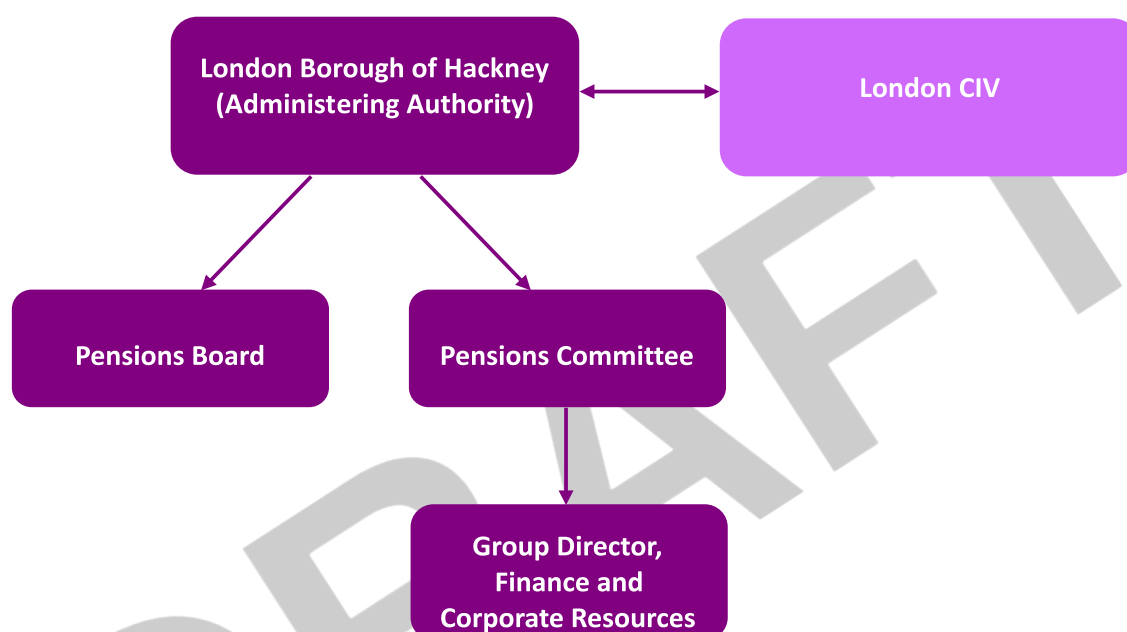 London Borough of Hackney
(Administering Authority)
London CIV
Pensions Board
Pensions Committee
Group Director,
Finance and
Corporate Resources
DRAFT